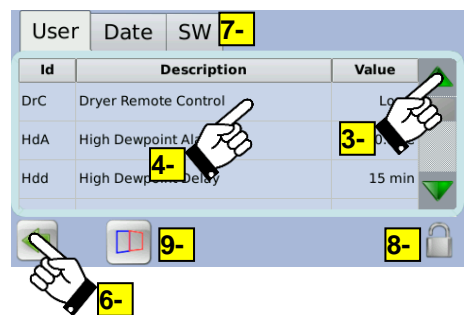 User Date SW 7-
Id Description Value
DrC Dryer Remote Control
3-
HdA High Dewpoint
4-
Hdd High Dewpoint Delay 15 min
9- 8-
6-